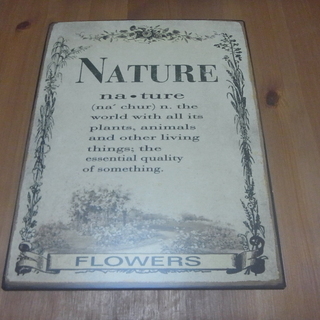 NATURE
na•ture
(na" chur) n. the
world with all its
plants, animals
and other living
things; the
essential quality
of something.
FLOWERS